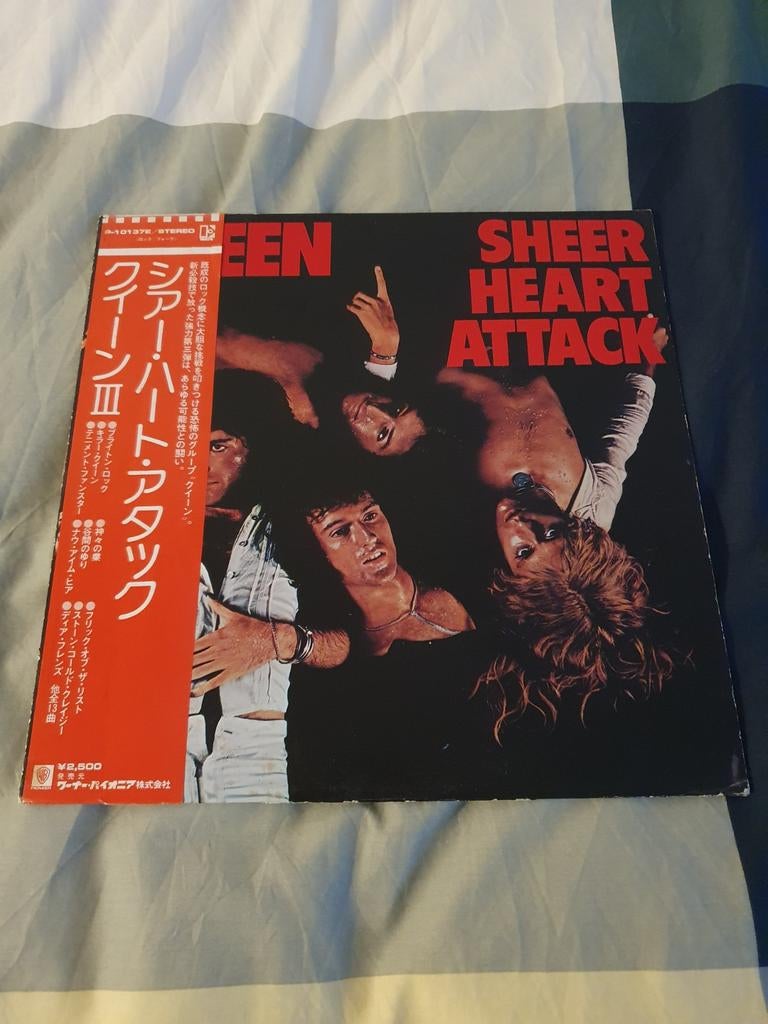 P-10137E/STEREO
(ロック フォーク)
EEN
SHEER
HEART
ATTACK
既成のロック概念に大胆な挑戦を叩きつける恐怖のグループ“クイーン”。
新必殺技で放った強力第三弾は、あらゆる可能性との闘い。
シアー・ハート・アタック
クイーンⅢ
●ブライトン・ロック
●キラー・クイーン
●テニメント・ファンスター
●神々の業
●谷間のゆり
●ナウ・アイム・ヒア
●フリック・オブ・ザ・リスト
●ストーン・コールド・クレイジー
●ディア・フレンズ
他全13曲
¥2,500
発売元
ワーナー・パイオニア株式会社
PIONEER